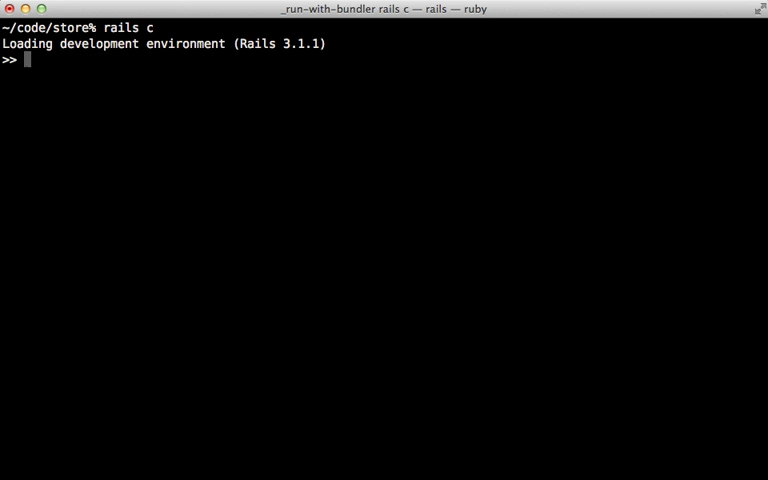 _run-with-bundler rails c — rails — ruby
~/code/store% rails c
Loading development environment (Rails 3.1.1)
>>